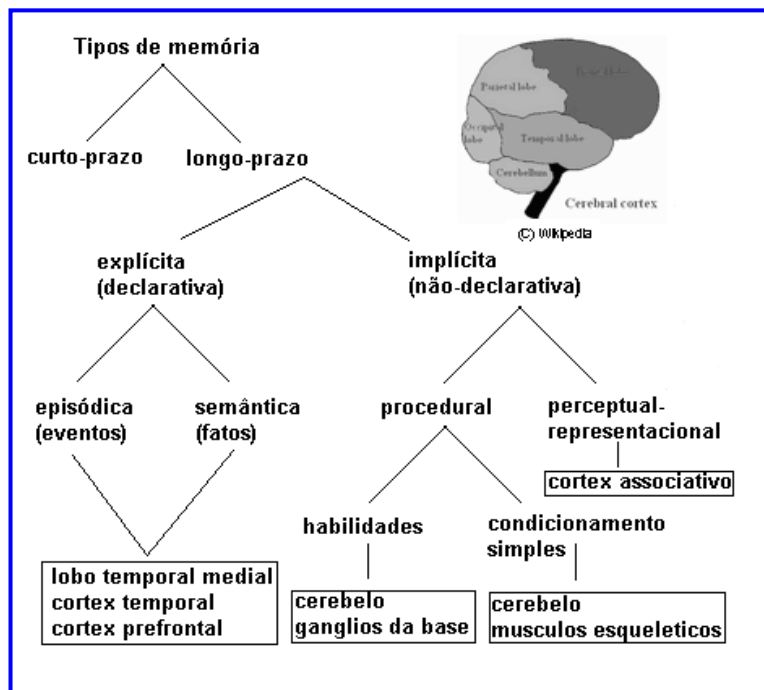 Tipos de memória
curto-prazo
longo-prazo
Parietal lobe
Occipital
lobe
Temporal lobe
Cerebellum
Cerebral cortex
(C) Wikipedia
explícita
(declarativa)
implícita
(não-declarativa)
episódica
(eventos)
semântica
(fatos)
procedural
perceptual-
representacional
cortex associativo
habilidades
condicionamento
simples
lobo temporal medial
cortex temporal
cortex prefrontal
cerebelo
ganglios da base
cerebelo
musculos esqueleticos